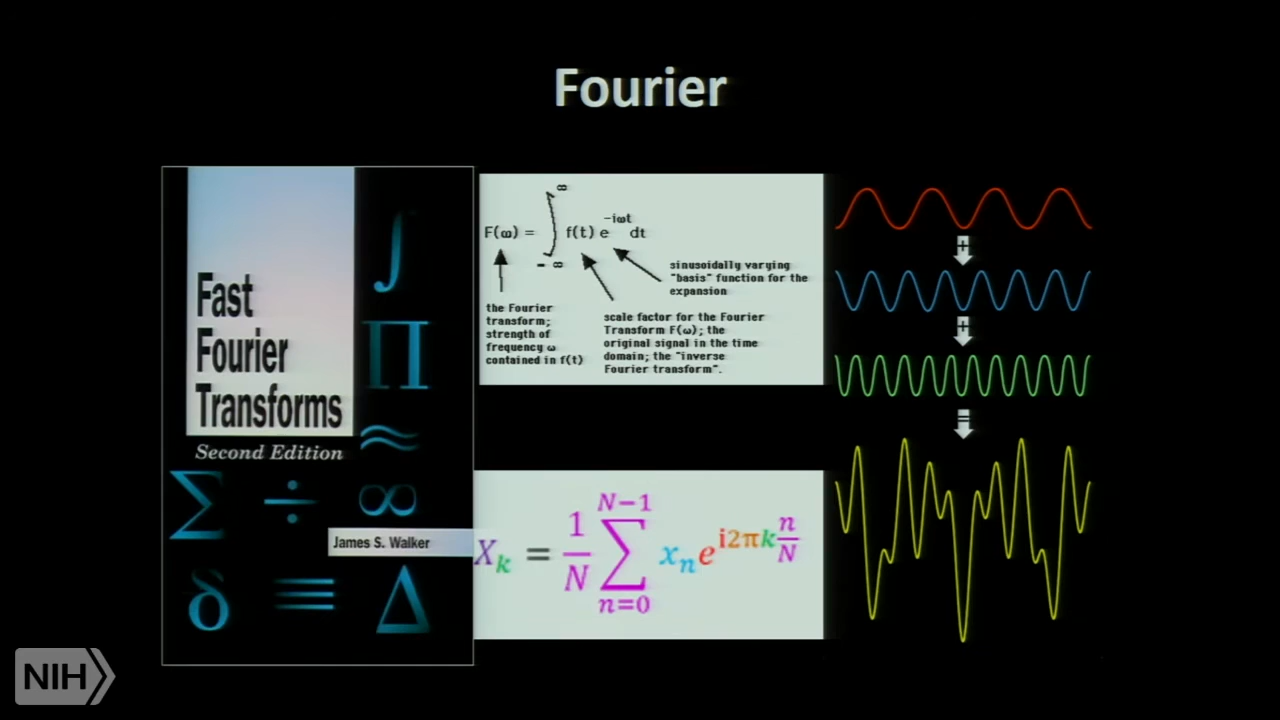 Fourier
Fast
Fourier
Transforms
Second Edition
James S. Walker
∫
Π
≈
Σ ÷ ∞
δ ≡ Δ
F(ω) = ∫ f(t) e^-iωt dt
∞
- ∞
the Fourier
transform;
strength of
frequency ω
contained in f(t)
sinusoidally varying
"basis" function for the
expansion
scale factor for the Fourier
Transform F(ω); the
original signal in the time
domain; the "inverse
Fourier transform".
X_k = 1/N Σ_{n=0}^{N-1} x_n e^{i2πk n/N}
+
+
=
NIH